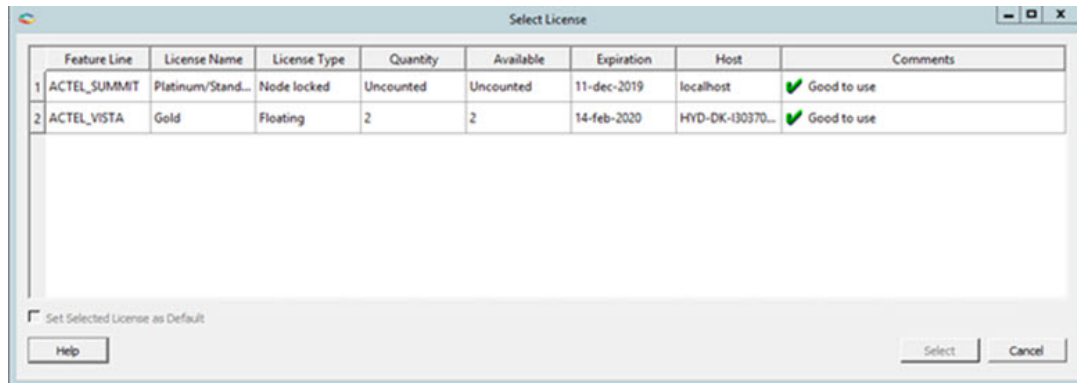 Select License
Feature Line License Name License Type Quantity Available Expiration Host Comments
1 ACTEL_SUMMIT Platinum/Stand... Node locked Uncounted Uncounted 11-dec-2019 localhost Good to use
2 ACTEL_VISTA Gold Floating 2 2 14-feb-2020 HYD-DK-I30370... Good to use
Set Selected License as Default
Help Select Cancel